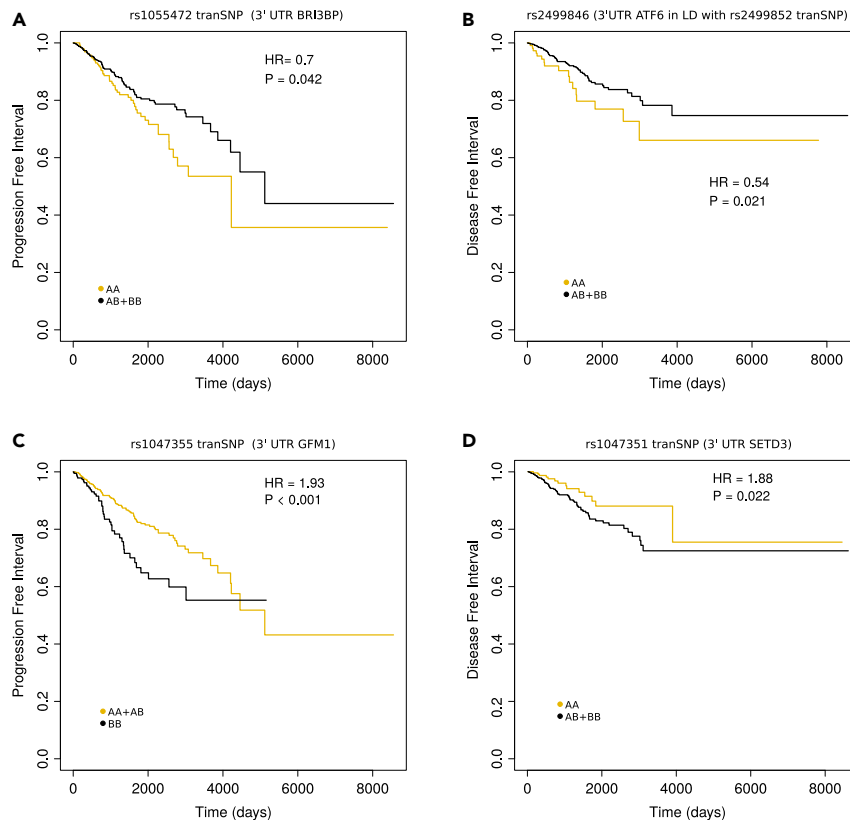 A
rs1055472 tranSNP (3' UTR BRI3BP)
HR= 0.7
P = 0.042
Progression Free Interval
1.0
0.8
0.6
0.4
0.2
0.0
AA
AB+BB
0 2000 4000 6000 8000
Time (days)
B
rs2499846 (3'UTR ATF6 in LD with rs2499852 tranSNP)
HR = 0.54
P = 0.021
Disease Free Interval
1.0
0.8
0.6
0.4
0.2
0.0
AA
AB+BB
0 2000 4000 6000 8000
Time (days)
C
rs1047355 tranSNP (3' UTR GFM1)
HR = 1.93
P < 0.001
Progression Free Interval
1.0
0.8
0.6
0.4
0.2
0.0
AA+AB
BB
0 2000 4000 6000 8000
Time (days)
D
rs1047351 tranSNP (3' UTR SETD3)
HR = 1.88
P = 0.022
Disease Free Interval
1.0
0.8
0.6
0.4
0.2
0.0
AA
AB+BB
0 2000 4000 6000 8000
Time (days)